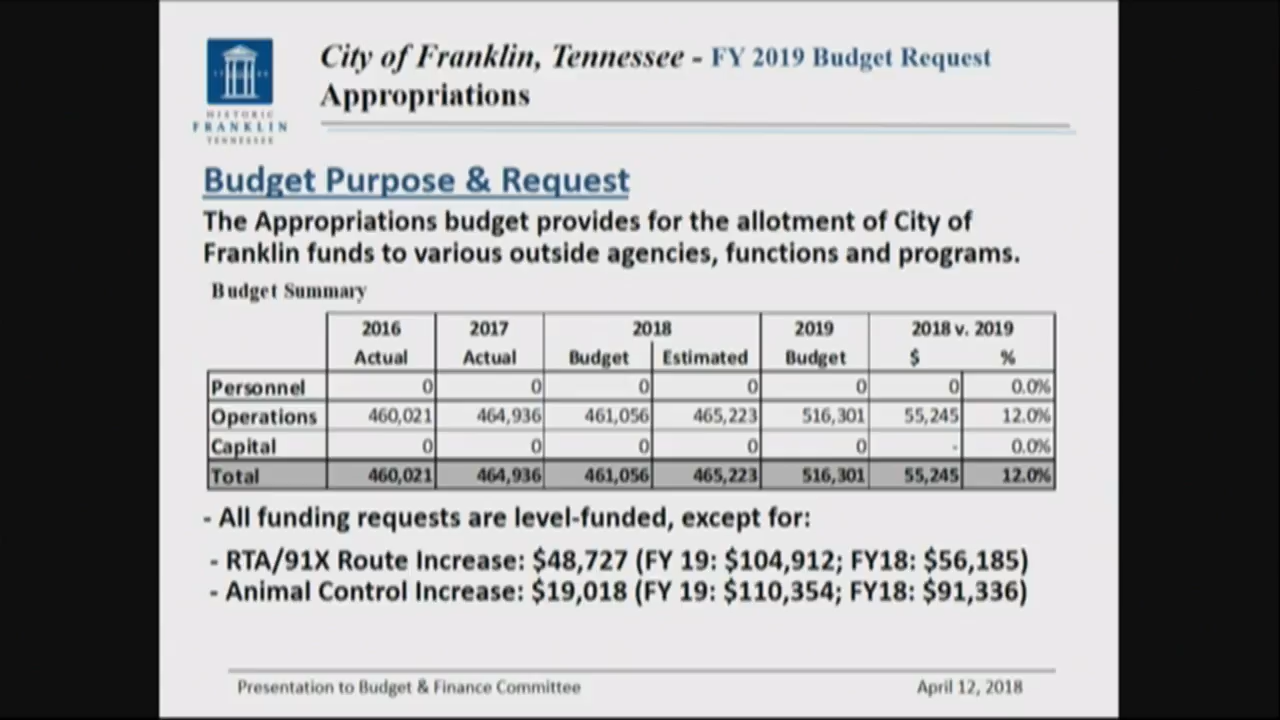 City of Franklin, Tennessee - FY 2019 Budget Request
Appropriations
HISTORIC
FRANKLIN
TENNESSEE
Budget Purpose & Request
The Appropriations budget provides for the allotment of City of
Franklin funds to various outside agencies, functions and programs.
Budget Summary
2016 2017 2018 2019 2018 v. 2019
Actual Actual Budget Estimated Budget $ %
Personnel 0 0 0 0 0 0 0.0%
Operations 460,021 464,936 461,056 465,223 516,301 55,245 12.0%
Capital 0 0 0 0 0 - 0.0%
Total 460,021 464,936 461,056 465,223 516,301 55,245 12.0%
- All funding requests are level-funded, except for:
- RTA/91X Route Increase: $48,727 (FY 19: $104,912; FY18: $56,185)
- Animal Control Increase: $19,018 (FY 19: $110,354; FY18: $91,336)
Presentation to Budget & Finance Committee April 12, 2018